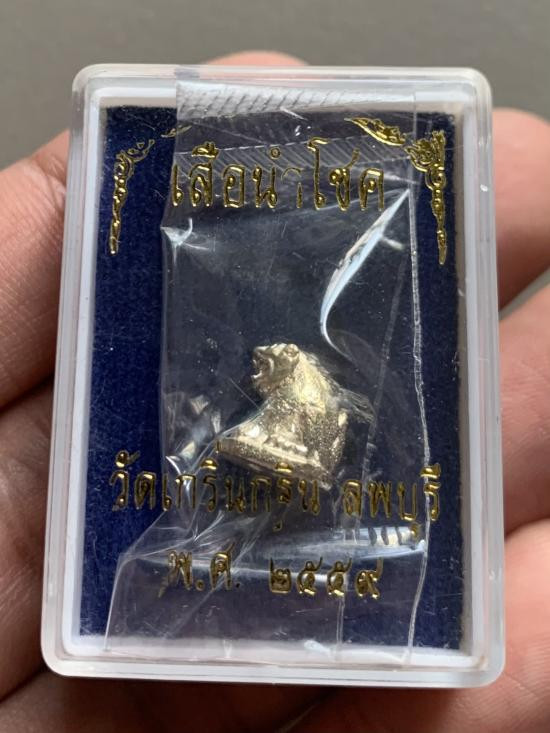 เสือนำโชค
วัดเกริ่นกฐิน ลพบุรี
พ.ศ. ๒๕๕๙